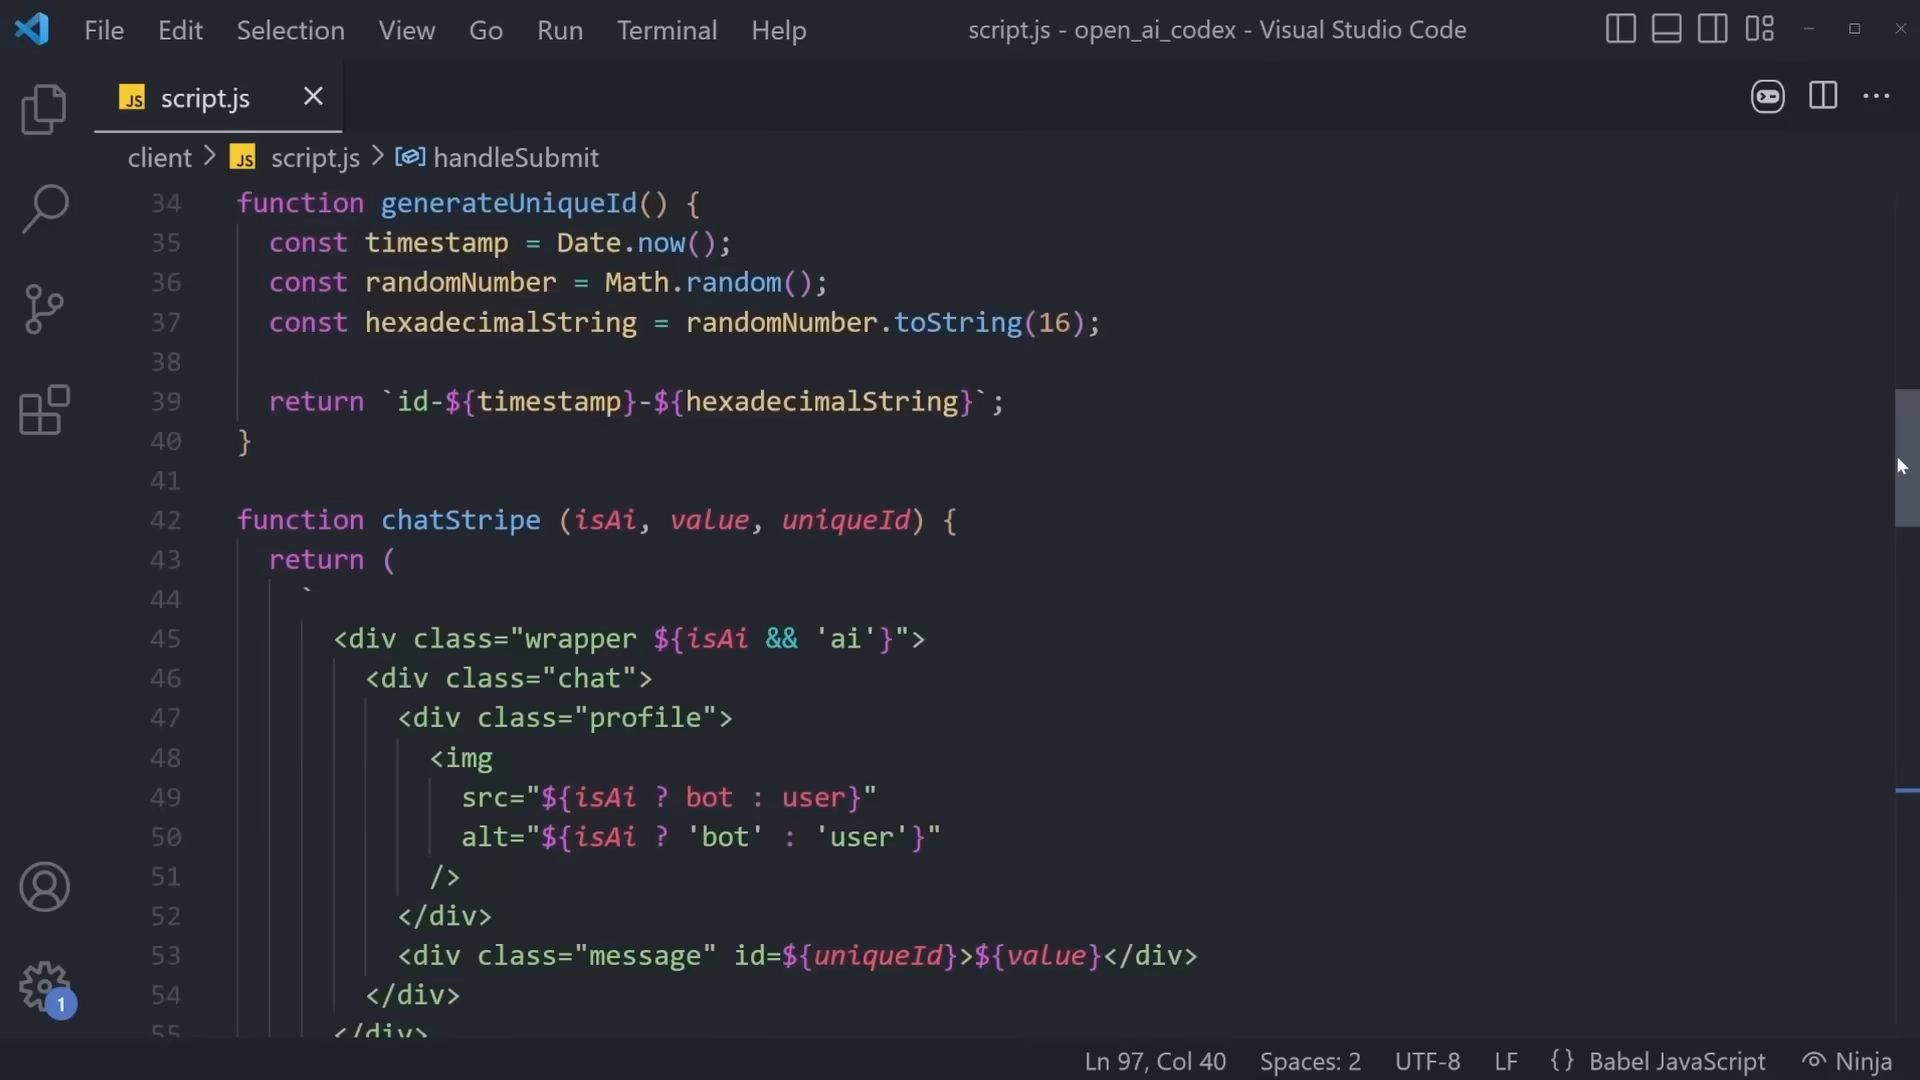 File Edit Selection View Go Run Terminal Help script.js - open_ai_codex - Visual Studio Code
JS script.js
client > JS script.js > handleSubmit
34 function generateUniqueId() {
35 const timestamp = Date.now();
36 const randomNumber = Math.random();
37 const hexadecimalString = randomNumber.toString(16);
38
39 return `id-${timestamp}-${hexadecimalString}`;
40 }
41
42 function chatStripe (isAi, value, uniqueId) {
43 return (
44 `
45 <div class="wrapper ${isAi && 'ai'}">
46 <div class="chat">
47 <div class="profile">
48 <img
49 src="${isAi ? bot : user}"
50 alt="${isAi ? 'bot' : 'user'}"
51 />
52 </div>
53 <div class="message" id=${uniqueId}>${value}</div>
54 </div>
55 </div>
1
Ln 97, Col 40 Spaces: 2 UTF-8 LF {} Babel JavaScript Ninja